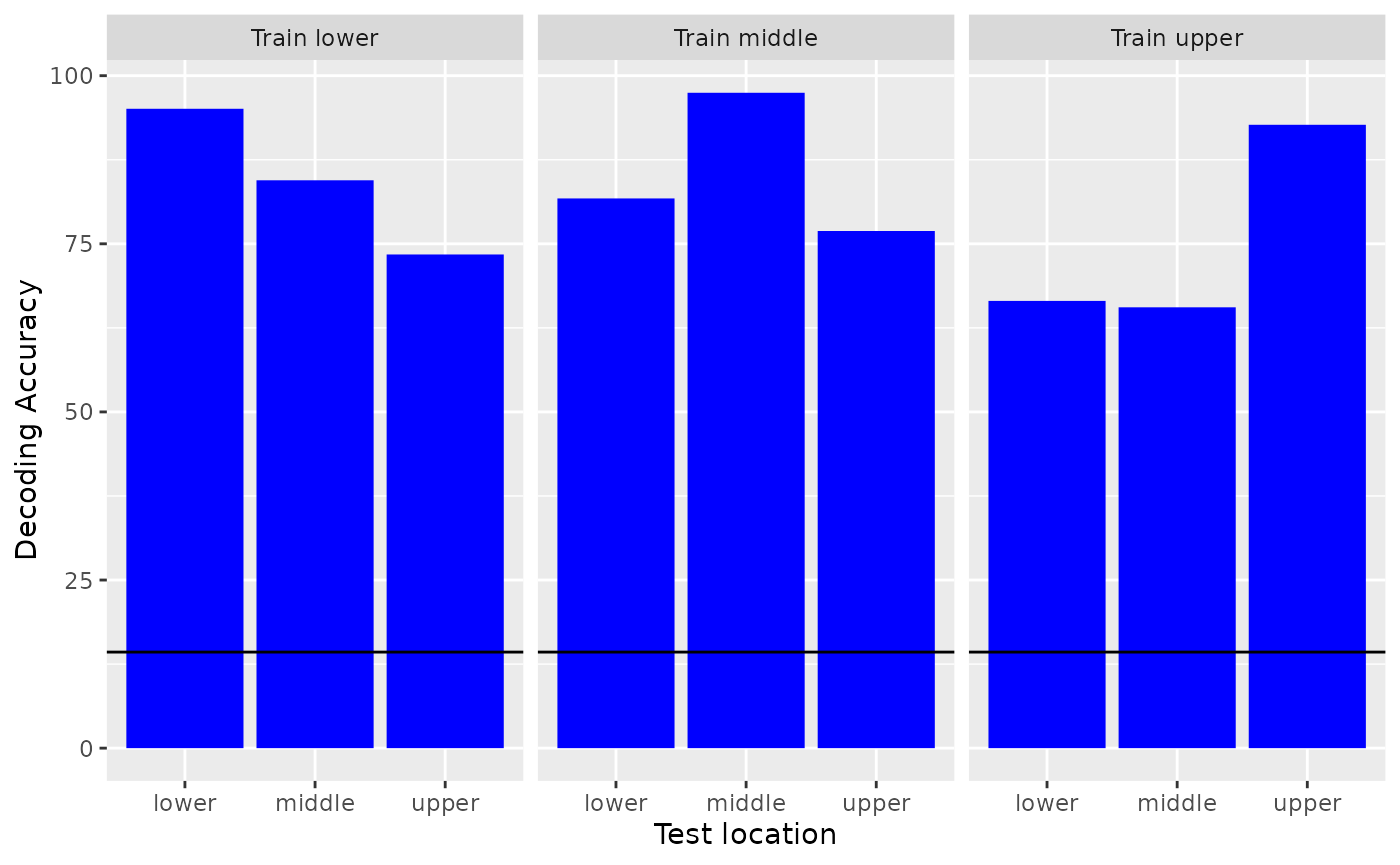 Train lower
Train middle
Train upper
100
75
50
25
0
Decoding Accuracy
lower middle upper
lower middle upper
lower middle upper
Test location